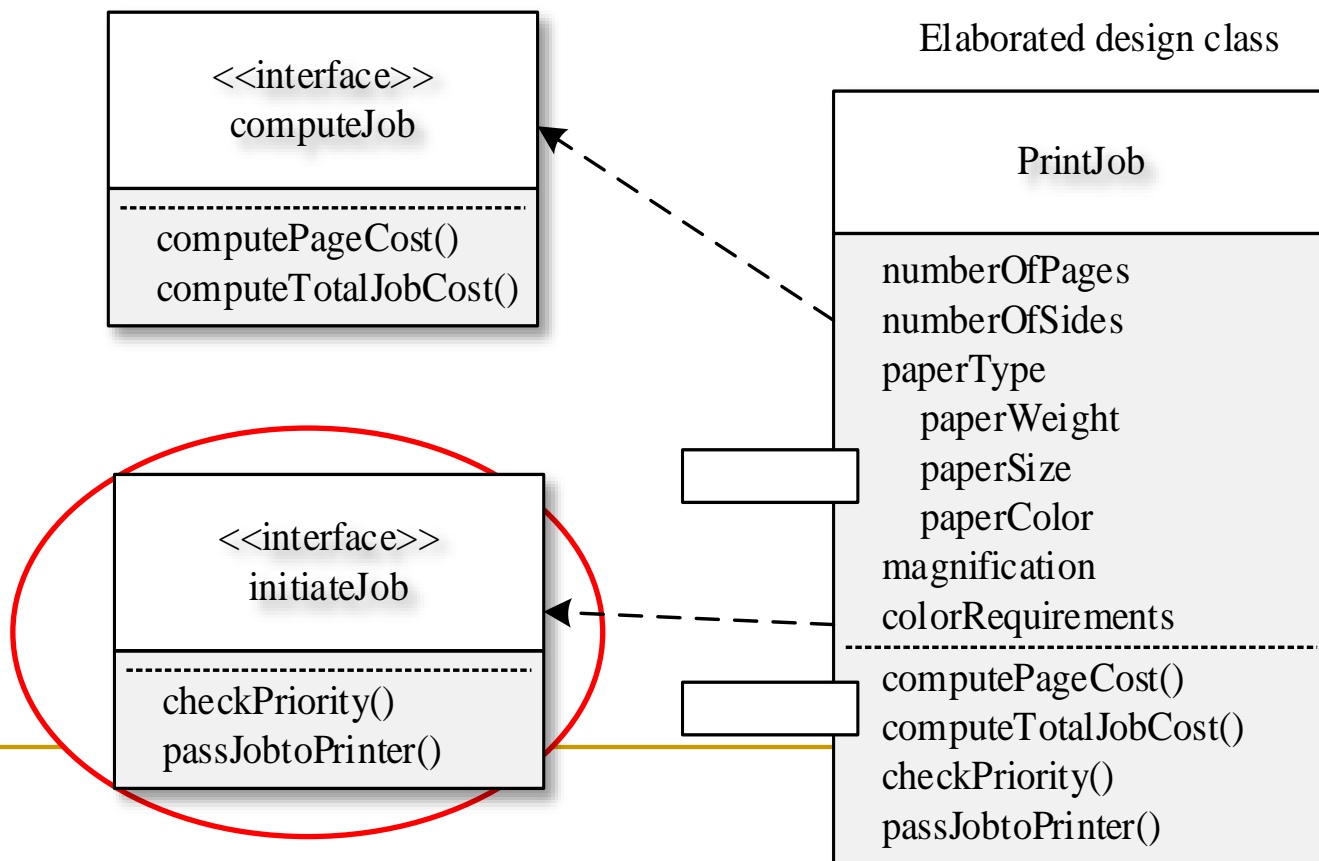 <<interface>>
computeJob
computePageCost()
computeTotalJobCost()
<<interface>>
initiateJob
checkPriority()
passJobtoPrinter()
Elaborated design class
PrintJob
numberOfPages
numberOfSides
paperType
paperWeight
paperSize
paperColor
magnification
colorRequirements
computePageCost()
computeTotalJobCost()
checkPriority()
passJobtoPrinter()